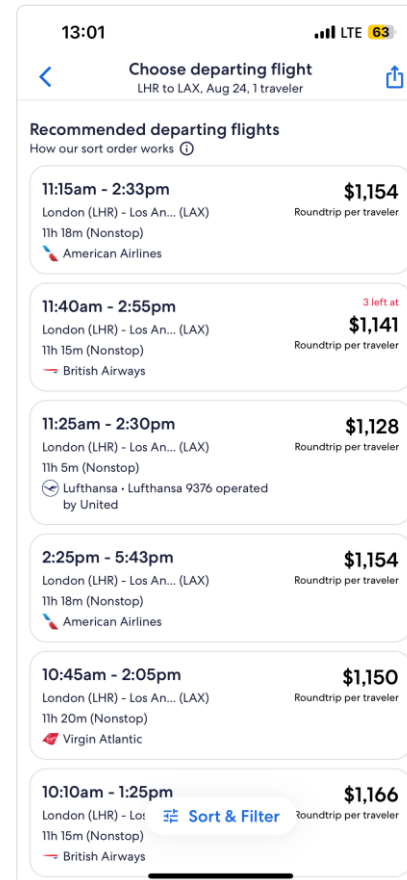 13:01
LTE 63
Choose departing flight
LHR to LAX, Aug 24, 1 traveler
Recommended departing flights
How our sort order works
11:15am - 2:33pm
$1,154
London (LHR) - Los An... (LAX)
Roundtrip per traveler
11h 18m (Nonstop)
American Airlines
3 left at
11:40am - 2:55pm
$1,141
London (LHR) - Los An... (LAX)
Roundtrip per traveler
11h 15m (Nonstop)
British Airways
11:25am - 2:30pm
$1,128
London (LHR) - Los An... (LAX)
Roundtrip per traveler
11h 5m (Nonstop)
Lufthansa • Lufthansa 9376 operated
by United
2:25pm - 5:43pm
$1,154
London (LHR) - Los An... (LAX)
Roundtrip per traveler
11h 18m (Nonstop)
American Airlines
10:45am - 2:05pm
$1,150
London (LHR) - Los An... (LAX)
Roundtrip per traveler
11h 20m (Nonstop)
Virgin Atlantic
10:10am - 1:25pm
$1,166
London (LHR) - Los
Sort & Filter
Roundtrip per traveler
11h 15m (Nonstop)
British Airways